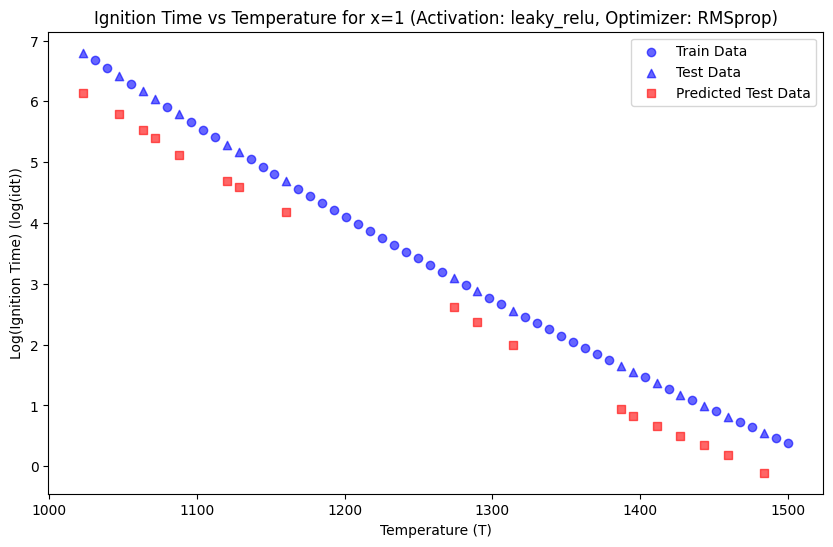 Ignition Time vs Temperature for x=1 (Activation: leaky_relu, Optimizer: RMSprop)
Train Data
Test Data
Predicted Test Data
Log(Ignition Time) (log(idt))
7
6
5
4
3
2
1
0
1000 1100 1200 1300 1400 1500
Temperature (T)